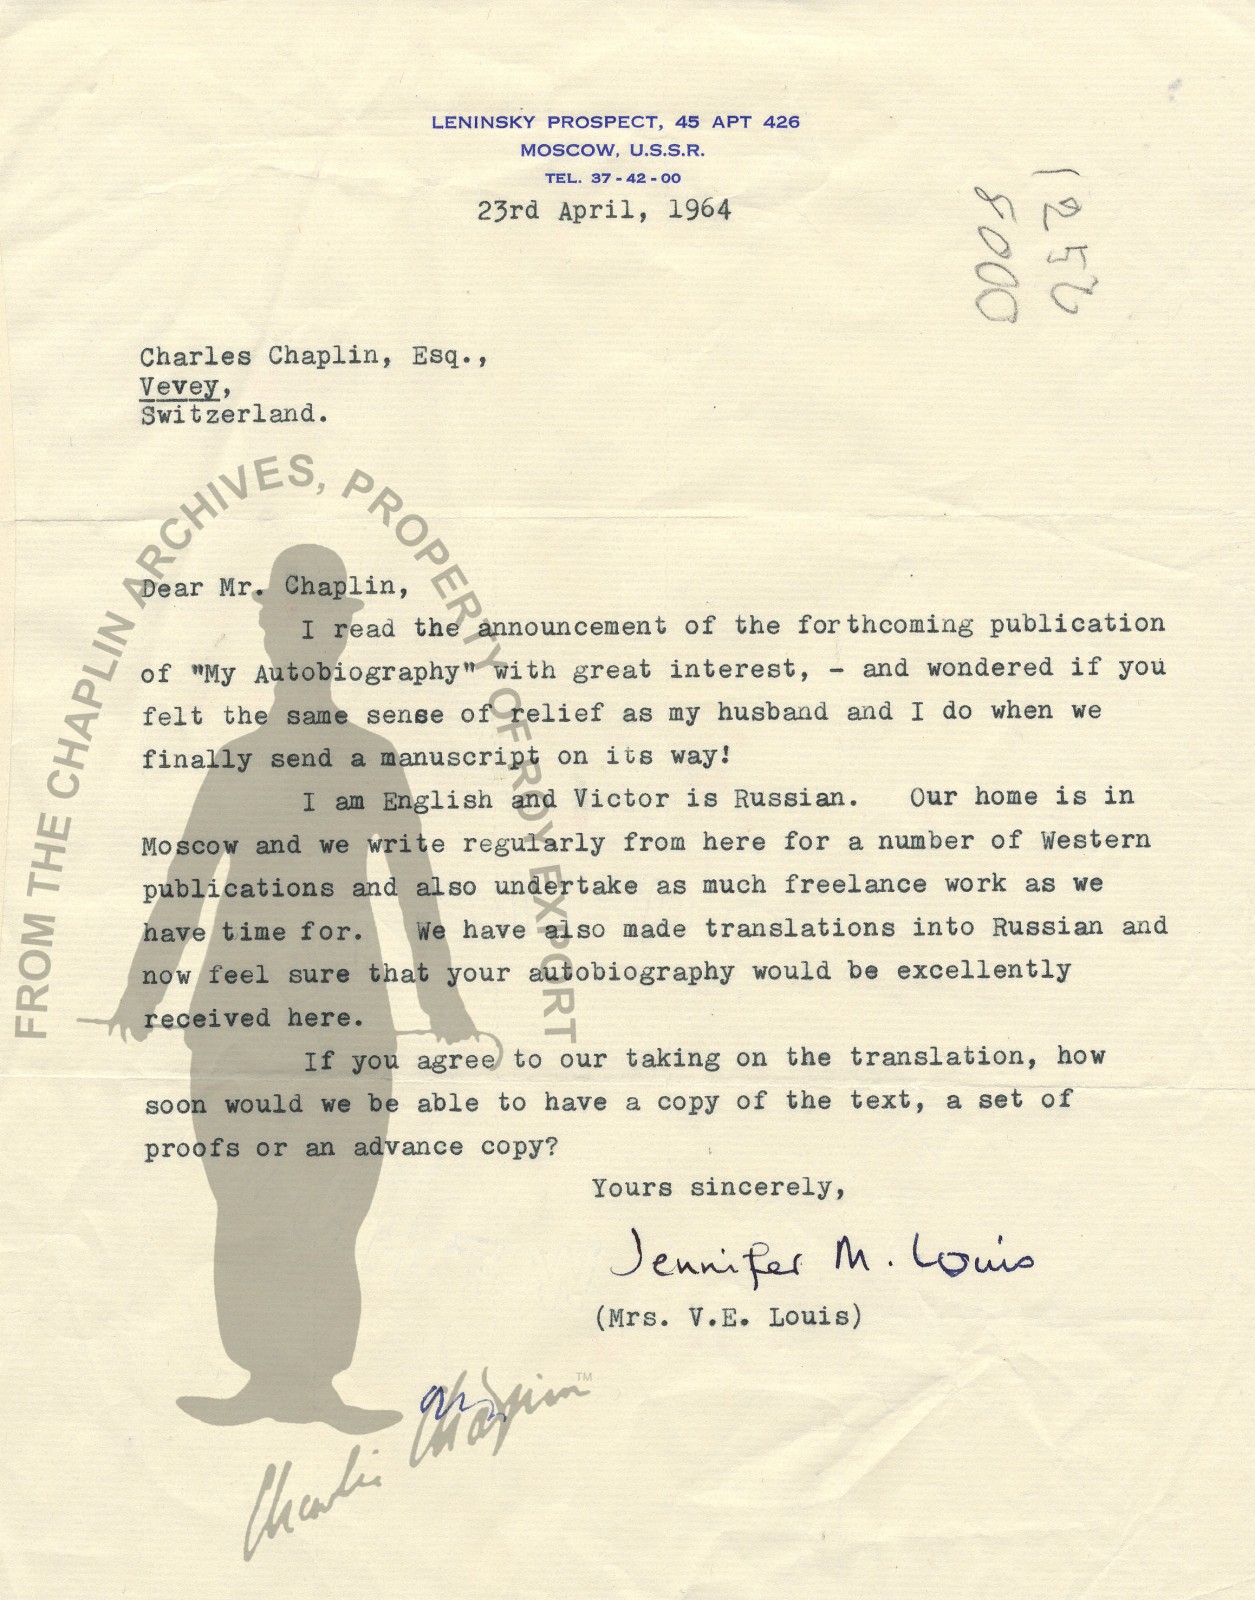 LENINSKY PROSPECT, 45 APT 426
MOSCOW, U.S.S.R.
TEL. 37-42-00
23rd April, 1964
1256
5000
Charles Chaplin, Esq.,
Vevey,
Switzerland.
FROM THE CHAPLIN ARCHIVES, PROPERTY OF ROY EXPORT
Dear Mr. Chaplin,
I read the announcement of the forthcoming publication
of "My Autobiography" with great interest, - and wondered if you
felt the same sense of relief as my husband and I do when we
finally send a manuscript on its way!
I am English and Victor is Russian. Our home is in
Moscow and we write regularly from here for a number of Western
publications and also undertake as much freelance work as we
have time for. We have also made translations into Russian and
now feel sure that your autobiography would be excellently
received here.
If you agree to our taking on the translation, how
soon would we be able to have a copy of the text, a set of
proofs or an advance copy?
Yours sincerely,
Jennifer M. Louis
(Mrs. V.E. Louis)
Charlie Chaplin™